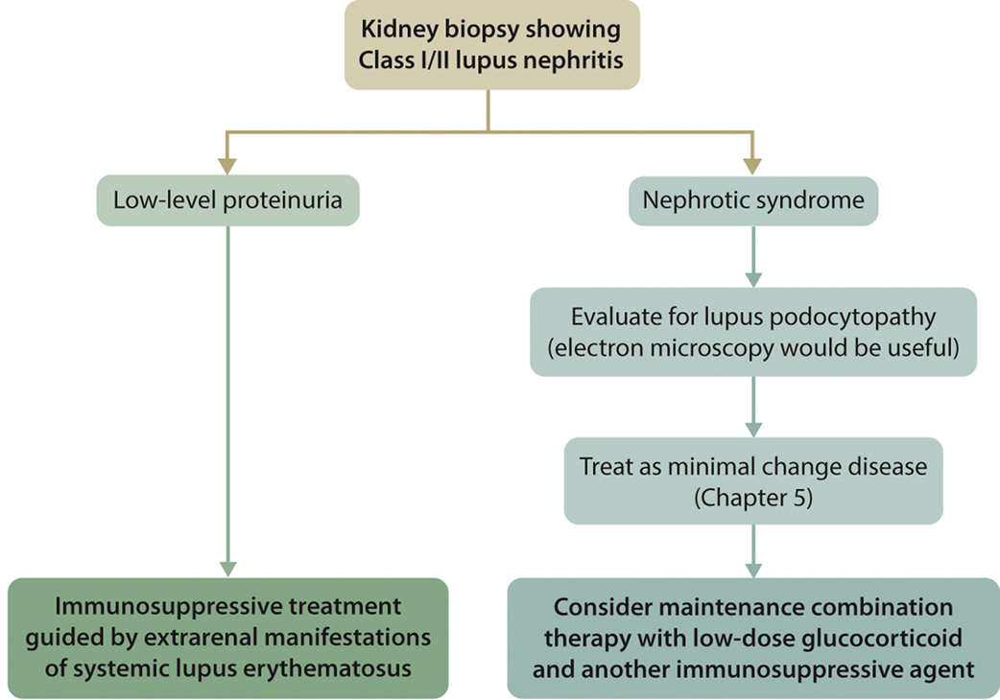 Kidney biopsy showing
Class I/II lupus nephritis
Low-level proteinuria
Nephrotic syndrome
Evaluate for lupus podocytopathy
(electron microscopy would be useful)
Treat as minimal change disease
(Chapter 5)
Immunosuppressive treatment
guided by extrarenal manifestations
of systemic lupus erythematosus
Consider maintenance combination
therapy with low-dose glucocorticoid
and another immunosuppressive agent